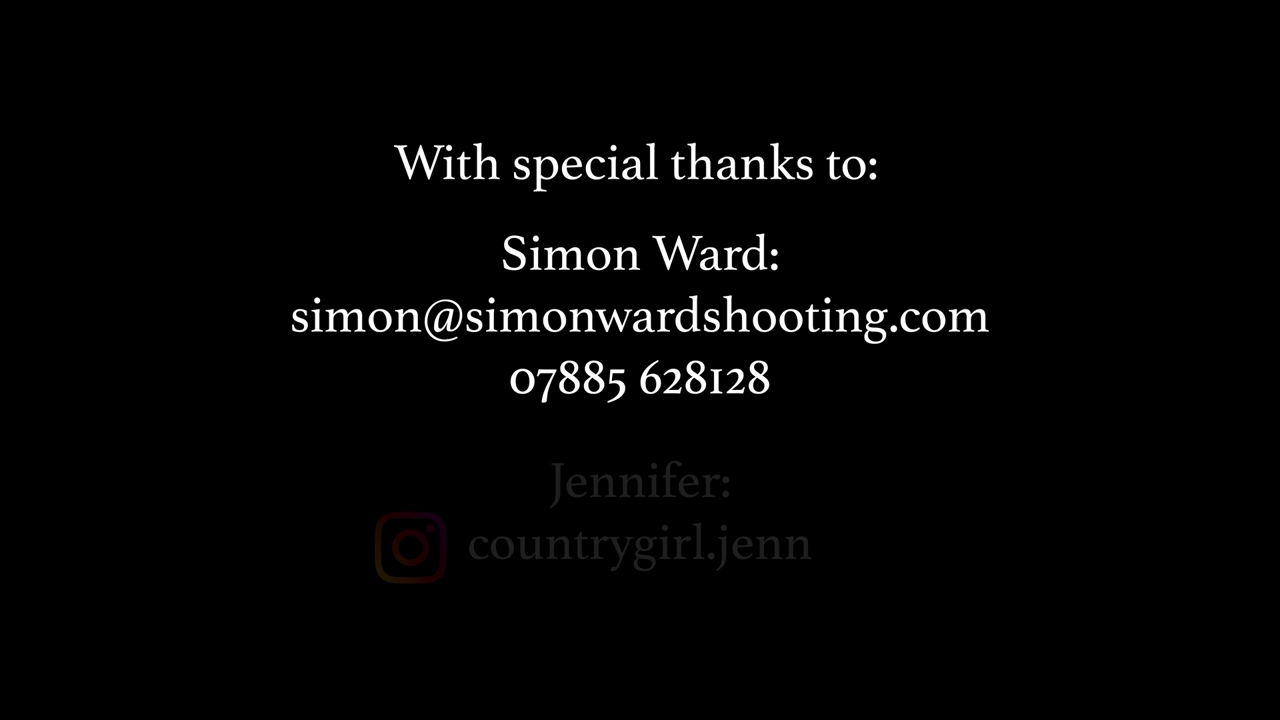 With special thanks to:
Simon Ward:
simon@simonwardshooting.com
07885 628128
Jennifer:
countrygirl.jenn